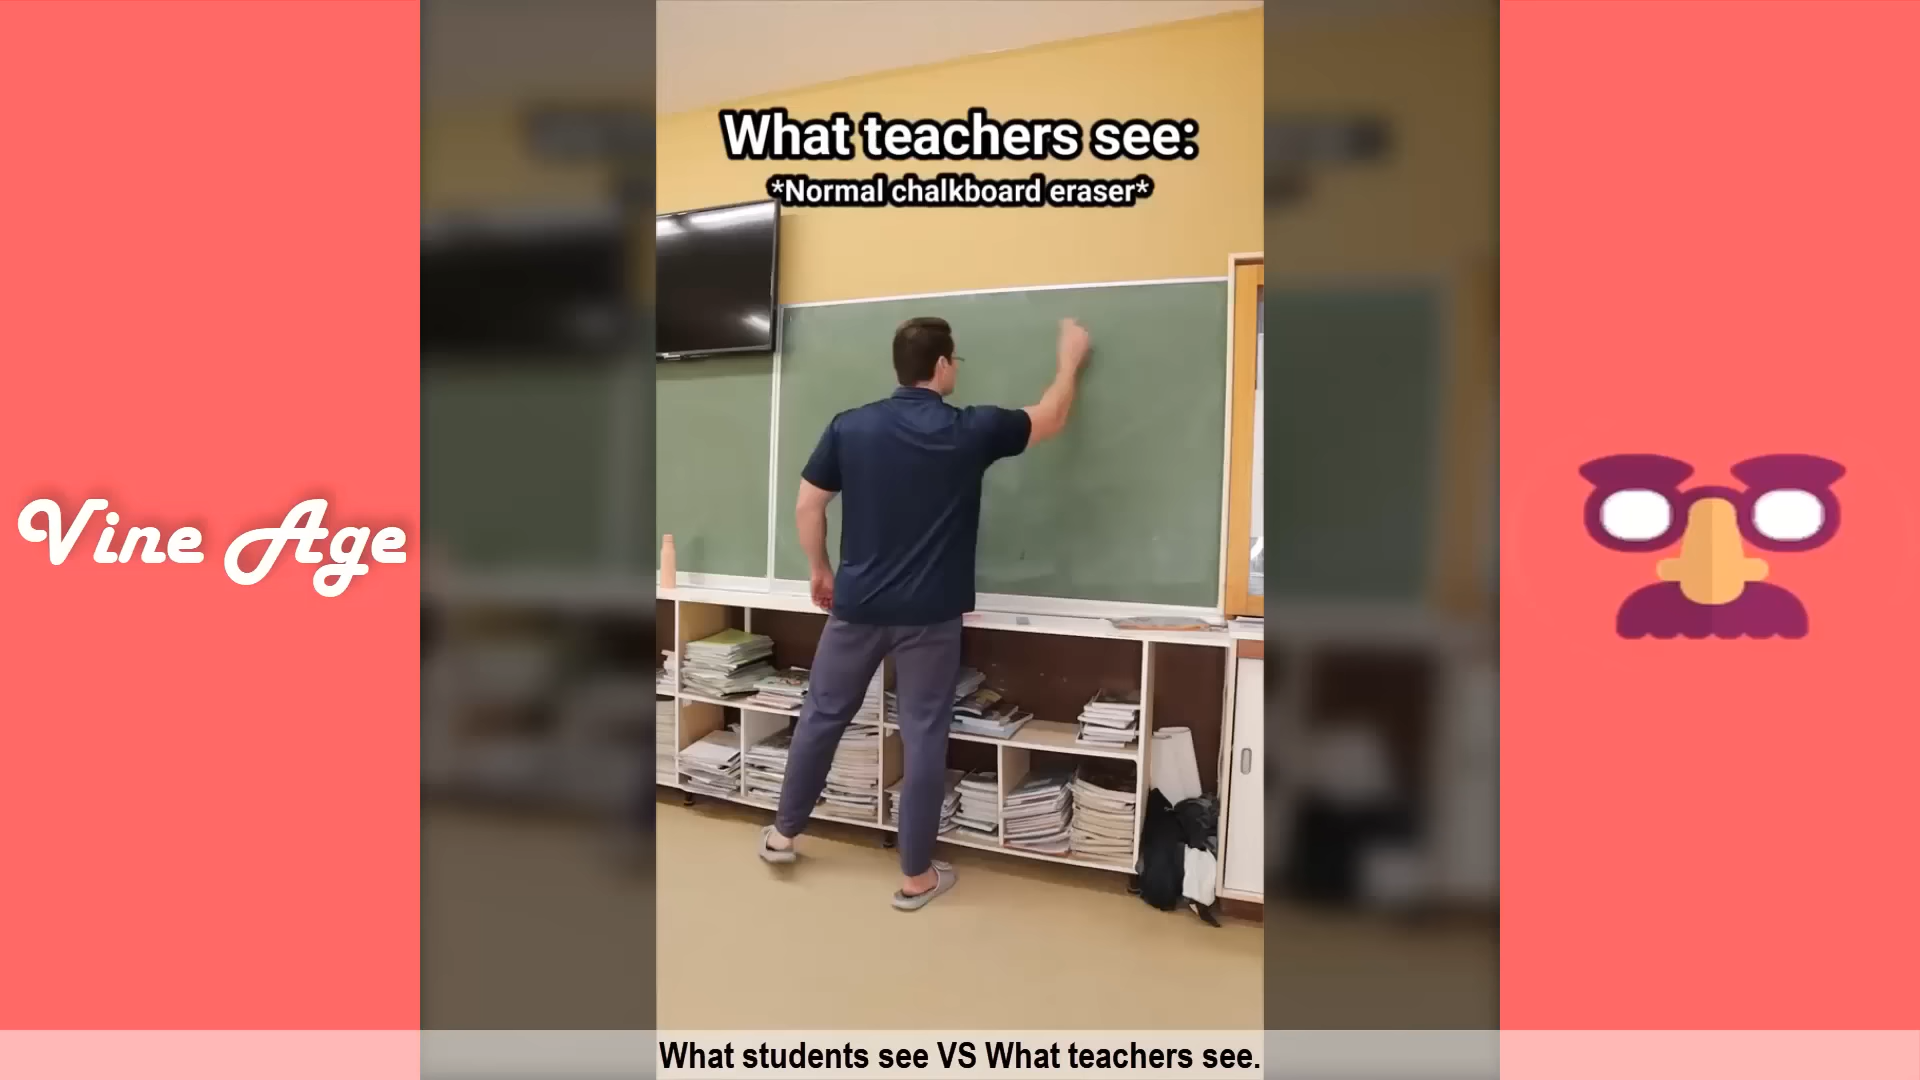 What teachers see:
*Normal chalkboard eraser*
Vine Age
What students see VS What teachers see.